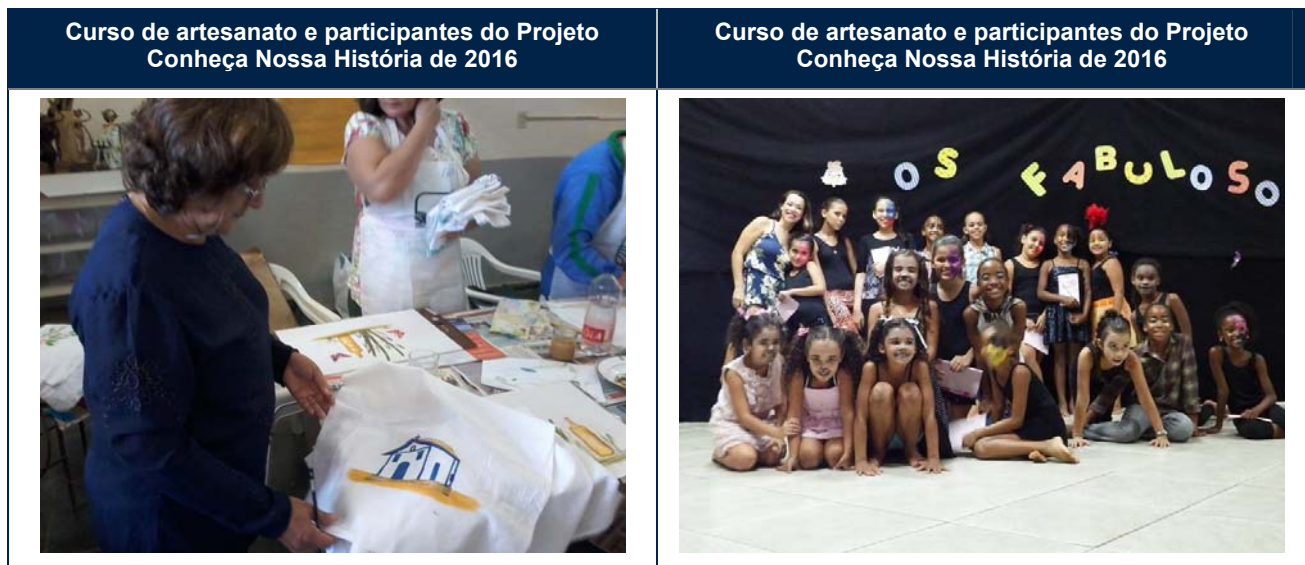 Curso de artesanato e participantes do Projeto
Conheça Nossa História de 2016
Curso de artesanato e participantes do Projeto
Conheça Nossa História de 2016
OS FABULOSO